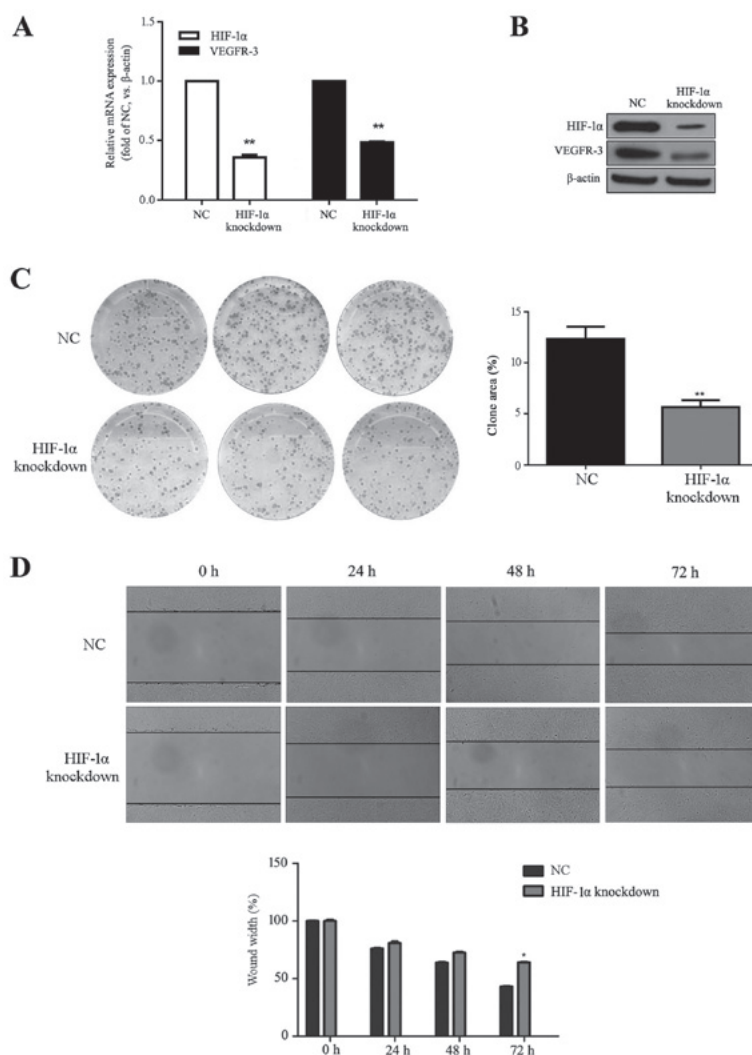 A
Relative mRNA expression
(fold of NC, vs. β-actin)
1.5
1.0
0.5
0.0
HIF-1α
VEGFR-3
**
**
NC
HIF-1α
knockdown
NC
HIF-1α
knockdown
B
NC
HIF-1α
knockdown
HIF-1α
VEGFR-3
β-actin
C
NC
HIF-1α
knockdown
Clone area (%)
15
10
5
0
**
NC
HIF-1α
knockdown
D
0 h
24 h
48 h
72 h
NC
HIF-1α
knockdown
Wound width (%)
150
100
50
0
NC
HIF-1α knockdown
*
0 h
24 h
48 h
72 h